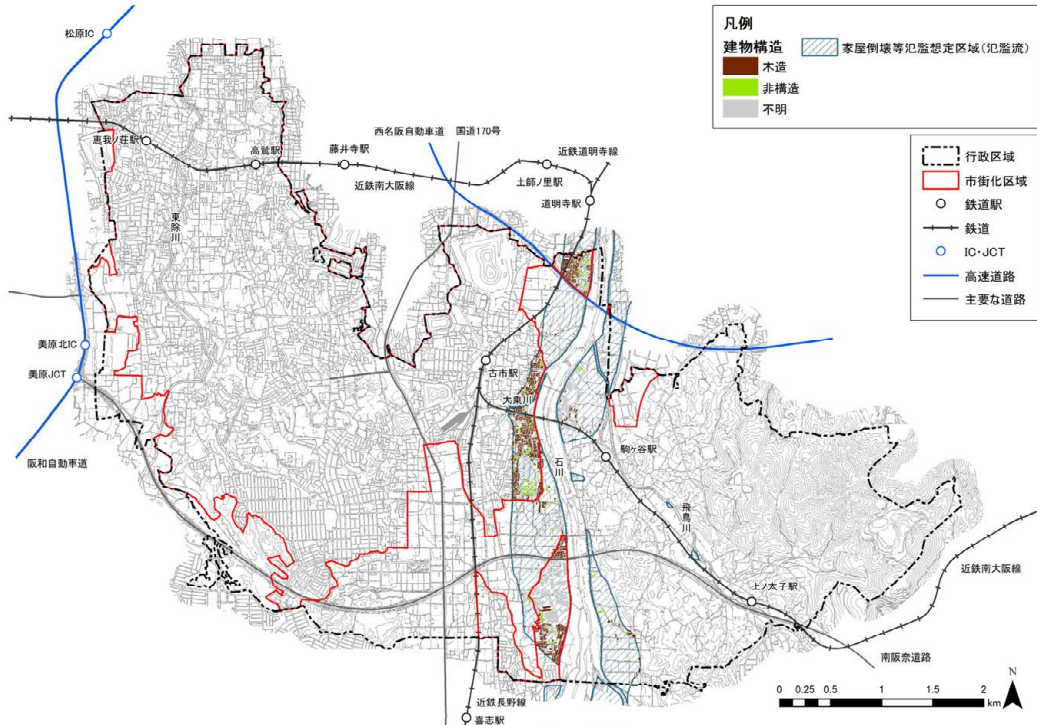 凡例
建物構造
木造
非構造
不明
家屋倒壊等氾濫想定区域(氾濫流)
行政区域
市街化区域
鉄道駅
鉄道
IC・JCT
高速道路
主要な道路
松原IC
恵我ノ荘駅
高鷲駅
藤井寺駅
西名阪自動車道
国道170号
近鉄南大阪線
近鉄道明寺線
土師ノ里駅
道明寺駅
東除川
美原北IC
美原JCT
阪和自動車道
古市駅
大乗川
石川
駒ヶ谷駅
飛鳥川
上ノ太子駅
近鉄南大阪線
南阪奈道路
近鉄長野線
喜志駅
N
0 0.25 0.5 1 1.5 2
km